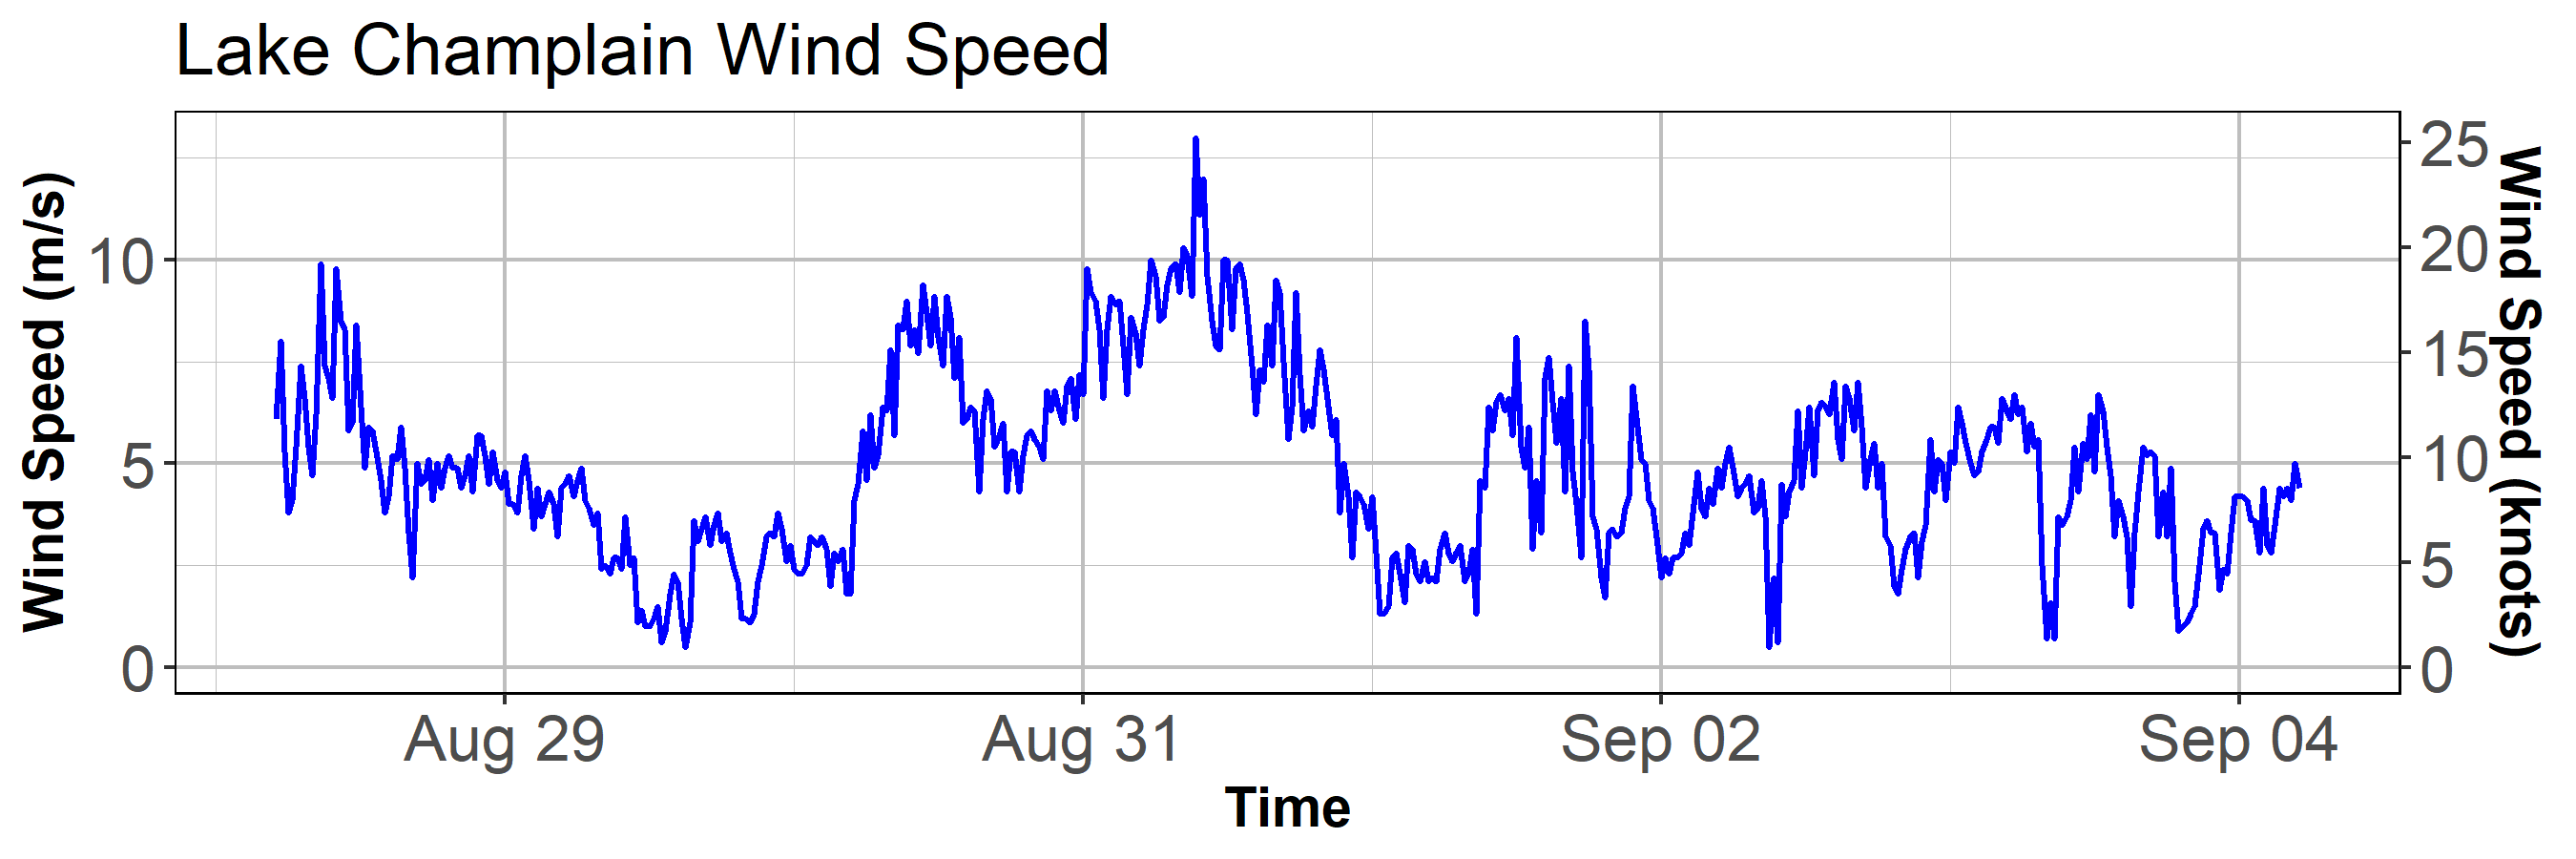 Lake Champlain Wind Speed
Wind Speed (m/s)
10
5
0
25
20
15
10
5
0
Wind Speed (knots)
Aug 29
Aug 31
Sep 02
Sep 04
Time